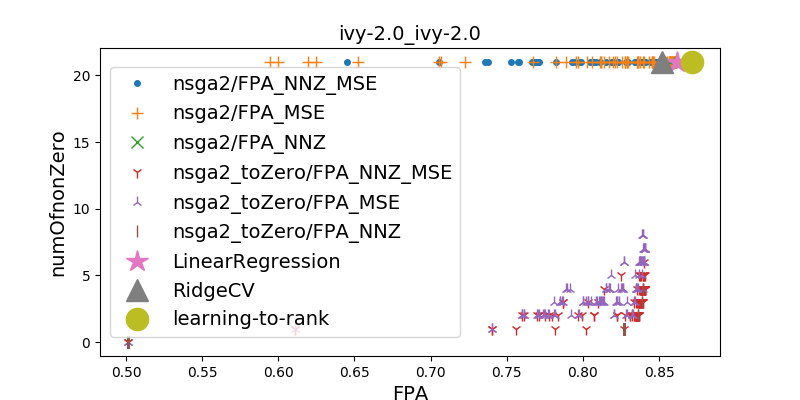 ivy-2.0_ivy-2.0
numOfnonZero
20
15
10
5
0
nsga2/FPA_NNZ_MSE
nsga2/FPA_MSE
nsga2/FPA_NNZ
nsga2_toZero/FPA_NNZ_MSE
nsga2_toZero/FPA_MSE
nsga2_toZero/FPA_NNZ
LinearRegression
RidgeCV
learning-to-rank
0.50 0.55 0.60 0.65 0.70 0.75 0.80 0.85
FPA